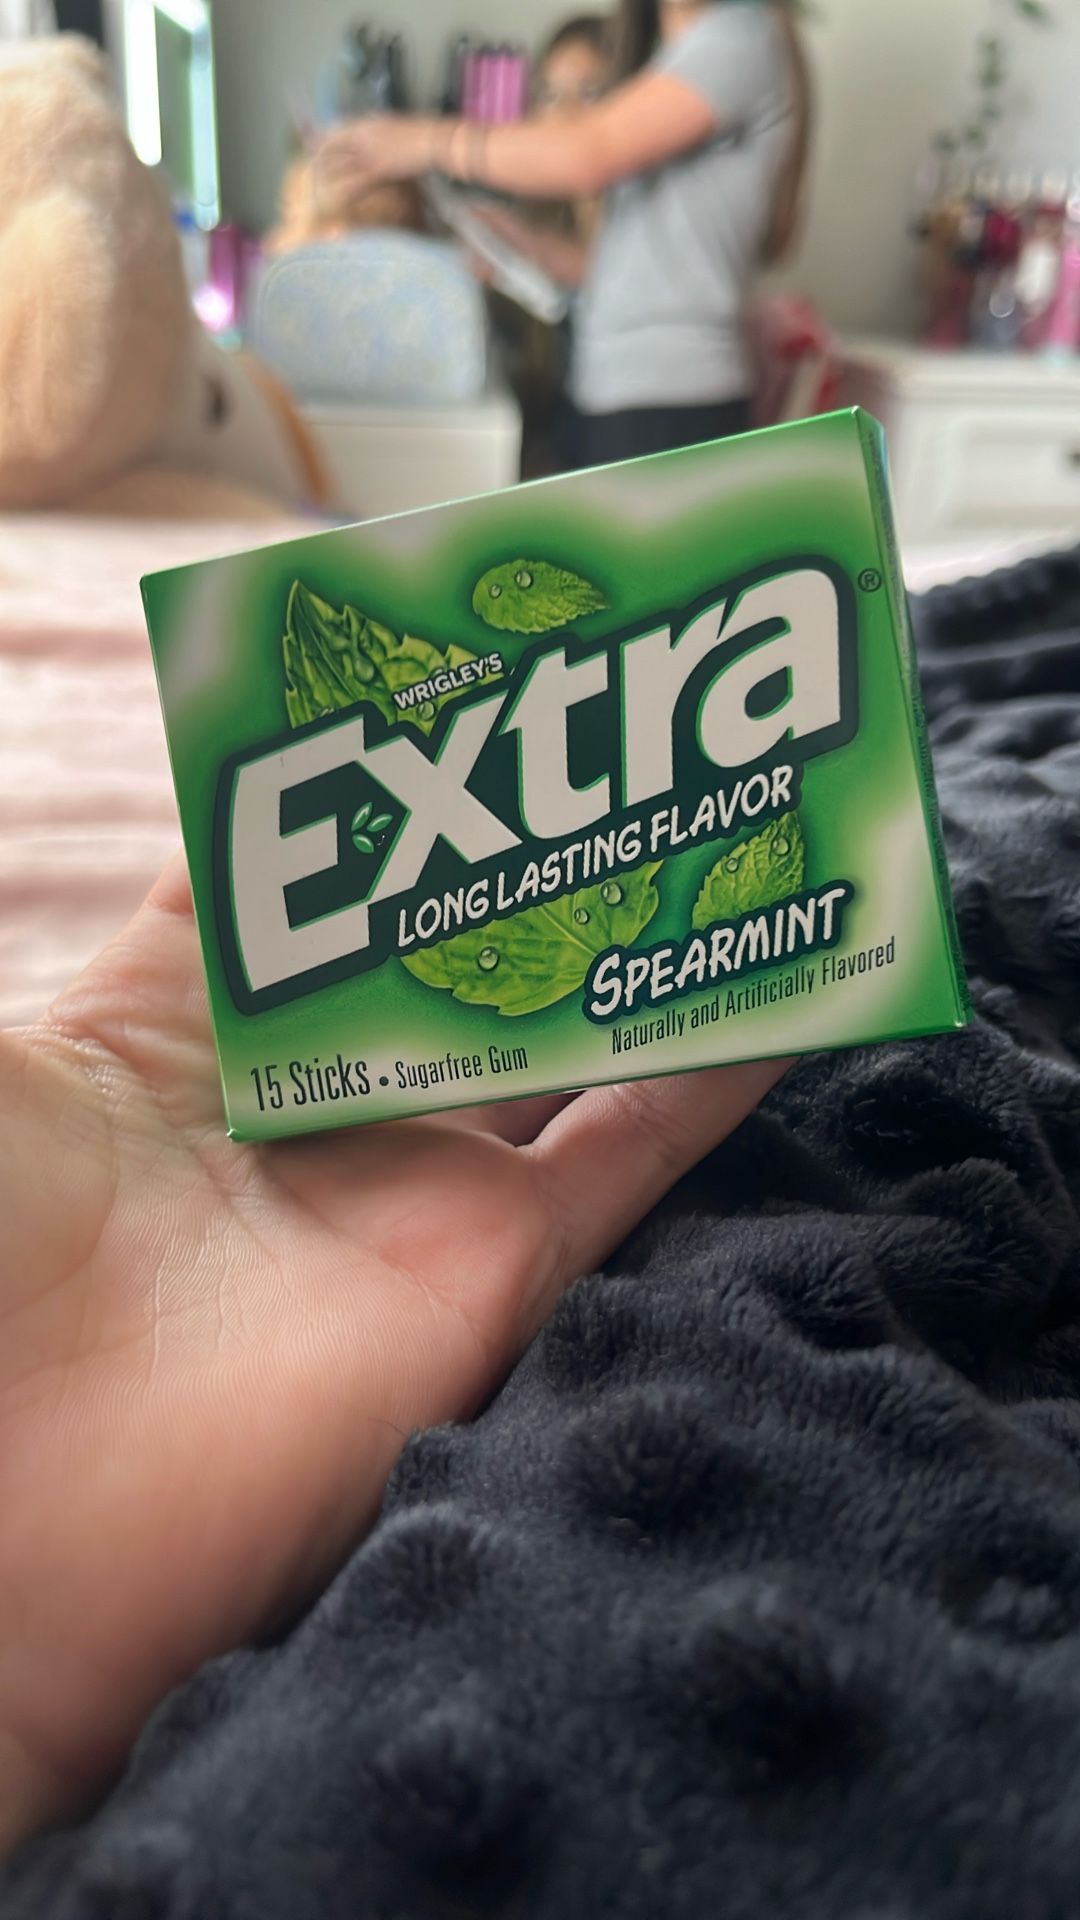 WRIGLEY'S
Extra®
LONG LASTING FLAVOR
SPEARMINT
Naturally and Artificially Flavored
15 Sticks • Sugarfree Gum